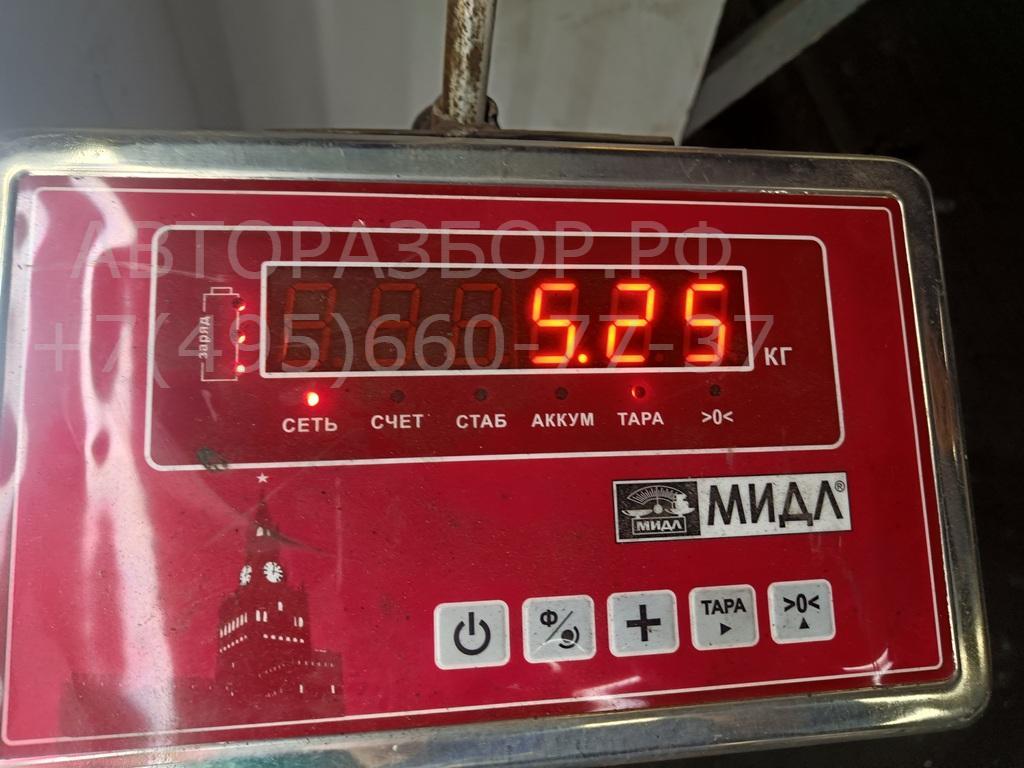 АВТОРАЗБОР.РФ
+7(495)660-77-37
заряд
5.25
КГ
СЕТЬ СЧЕТ СТАБ АККУМ ТАРА >0<
МИДЛ МИДЛ®
Ф
+
ТАРА
>0<